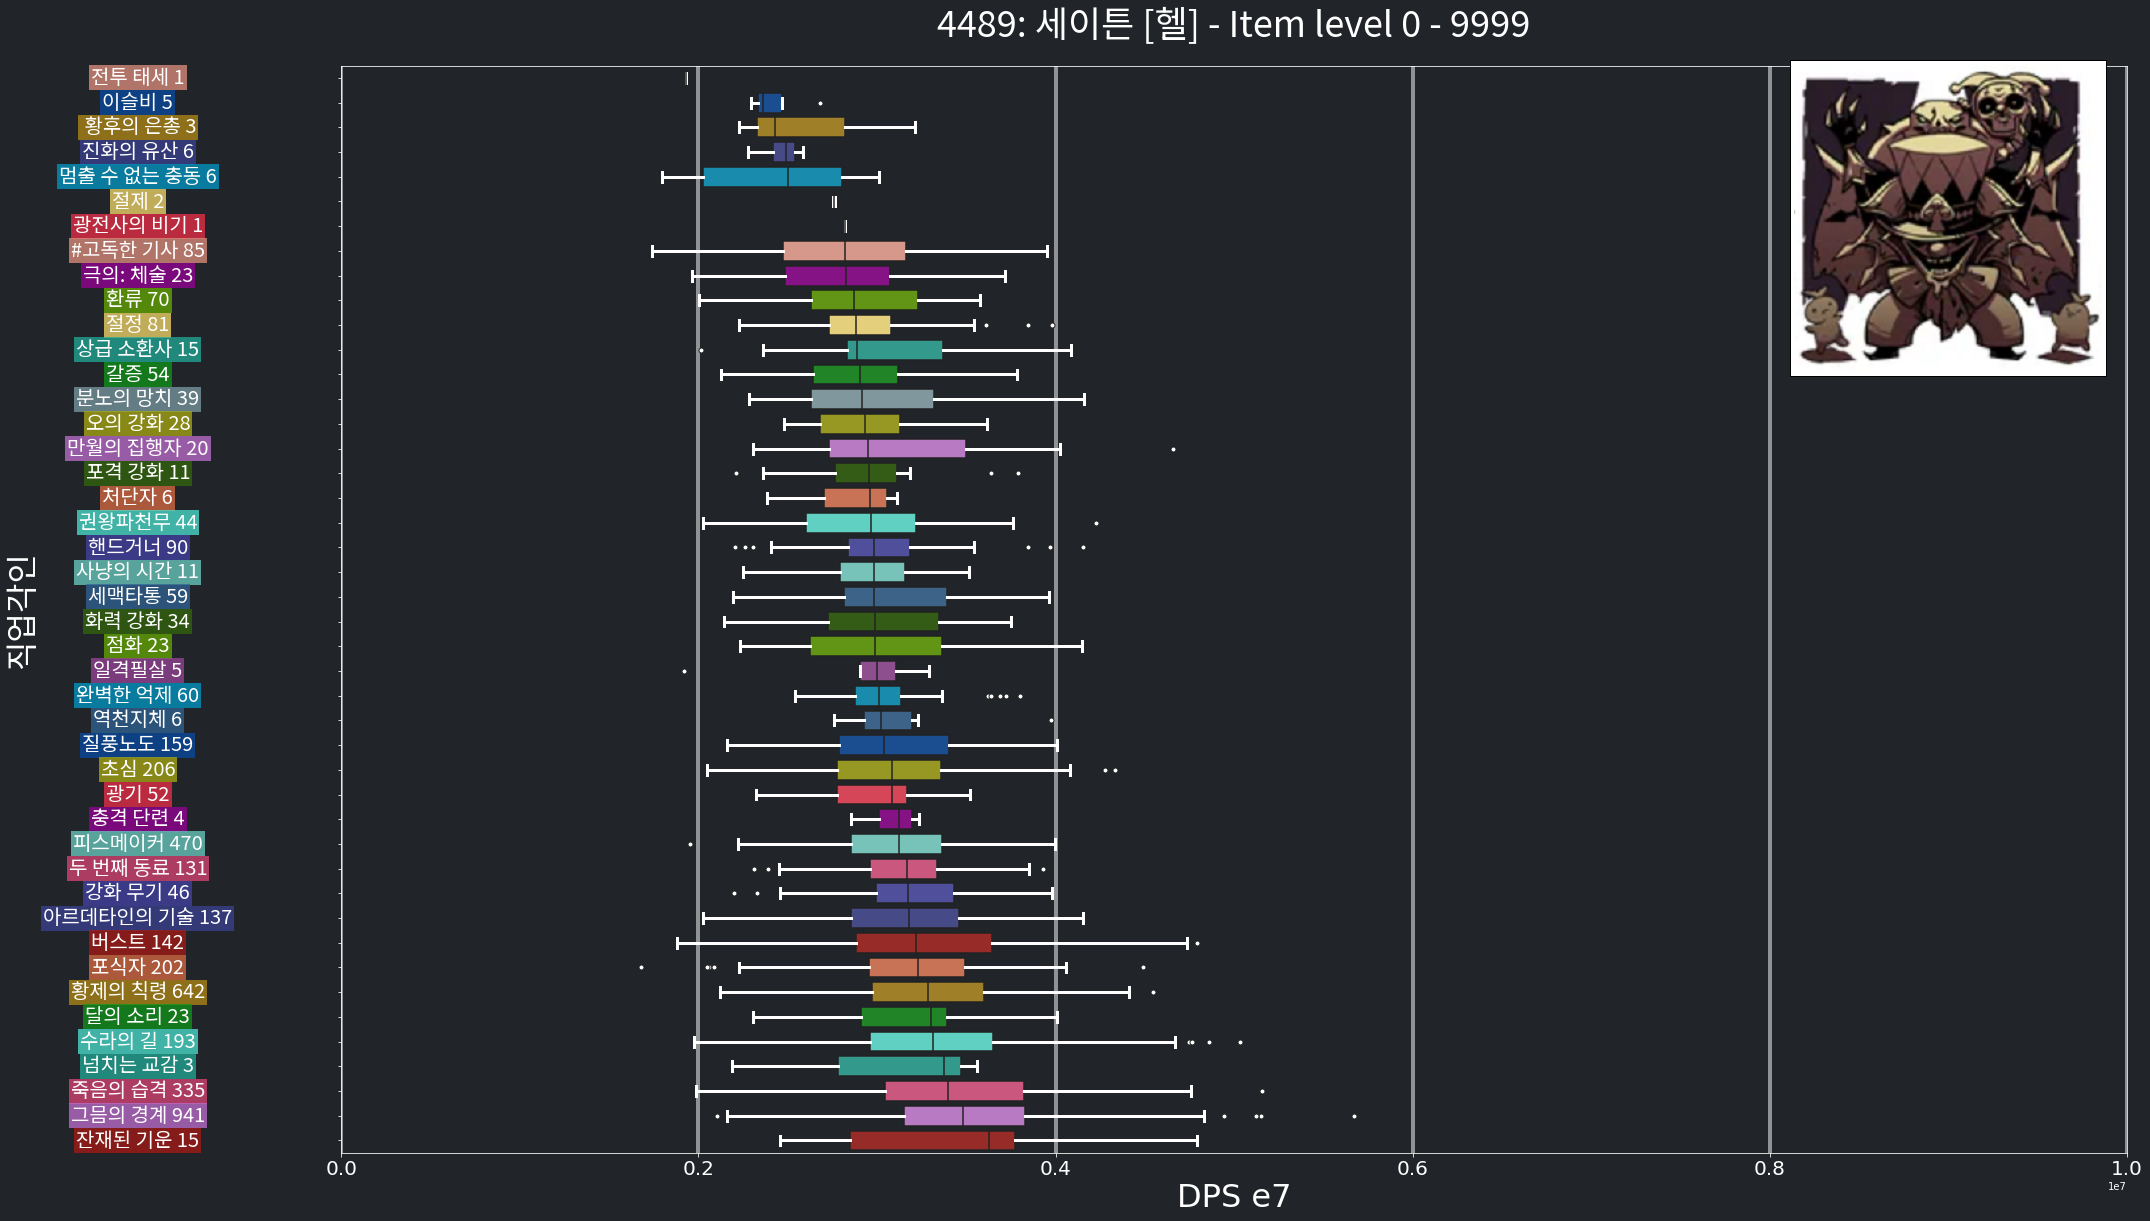 4489: 세이튼 [헬] - Item level 0 - 9999
전투 태세 1
이슬비 5
황후의 은총 3
진화의 유산 6
멈출 수 없는 충동 6
절제 2
광전사의 비기 1
#고독한 기사 85
극의: 체술 23
환류 70
절정 81
상급 소환사 15
갈증 54
분노의 망치 39
오의 강화 28
만월의 집행자 20
포격 강화 11
처단자 6
권왕파천무 44
핸드거너 90
사냥의 시간 11
세맥타통 59
화력 강화 34
점화 23
일격필살 5
완벽한 억제 60
역천지체 6
질풍노도 159
초심 206
광기 52
충격 단련 4
피스메이커 470
두 번째 동료 131
강화 무기 46
아르데타인의 기술 137
버스트 142
포식자 202
황제의 칙령 642
달의 소리 23
수라의 길 193
넘치는 교감 3
죽음의 습격 335
그믐의 경계 941
잔재된 기운 15
직업각인
0.0 0.2 0.4 0.6 0.8 1.0
1e7
DPS e7